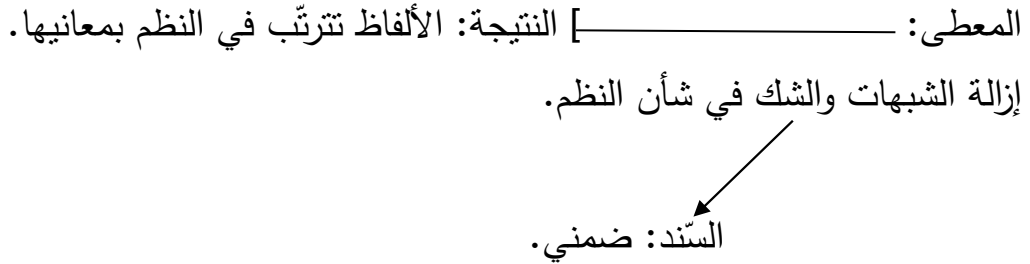 المعطى: [ النتيجة: الألفاظ تترتّب في النظم بمعانيها.
إزالة الشبهات والشك في شأن النظم.
السّند: ضمني.